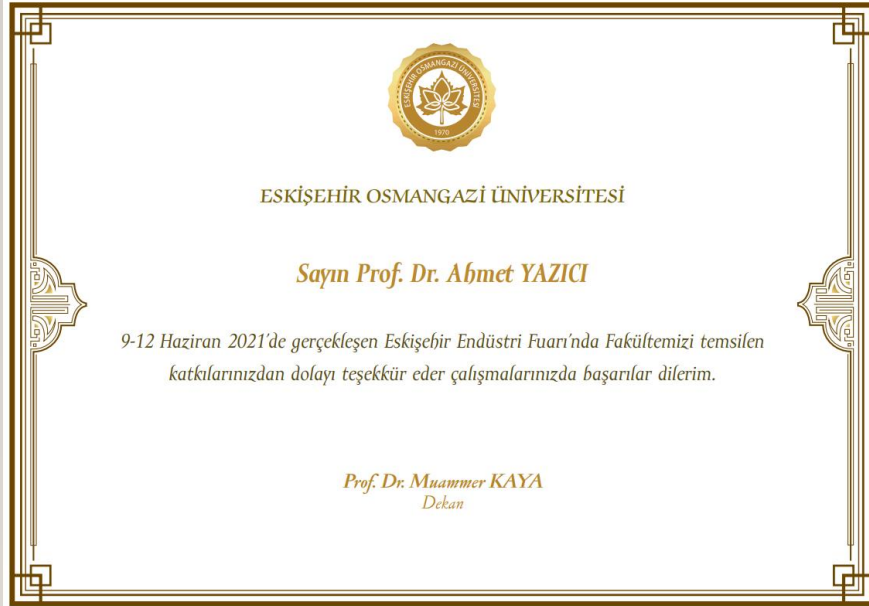 ESKİŞEHİR OSMANGAZİ ÜNİVERSİTESİ
1970
ESKİŞEHİR OSMANGAZİ ÜNİVERSİTESİ
Sayın Prof. Dr. Ahmet YAZICI
9-12 Haziran 2021'de gerçekleşen Eskişehir Endüstri Fuarı'nda Fakültemizi temsilen
katkılarınızdan dolayı teşekkür eder çalışmalarınızda başarılar dilerim.
Prof. Dr. Muammer KAYA
Dekan